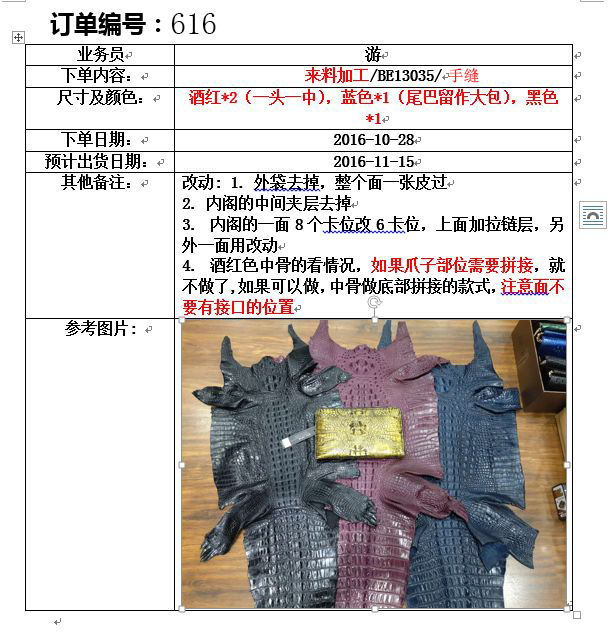 订单编号：616
业务员
游
下单内容：
来料加工/BE13035/手缝
尺寸及颜色：
酒红*2（一头一中），蓝色*1（尾巴留作大包），黑色
*1
下单日期：
2016-10-28
预计出货日期：
2016-11-15
其他备注：
改动：1. 外袋去掉，整个面一张皮过
2. 内阁的中间夹层去掉
3. 内阁的一面 8 个卡位改 6 卡位，上面加拉链层，另
外一面用改动
4. 酒红色中骨的看情况，如果爪子部位需要拼接，就
不做了,如果可以做，中骨做底部拼接的款式，注意面不
要有接口的位置
参考图片：